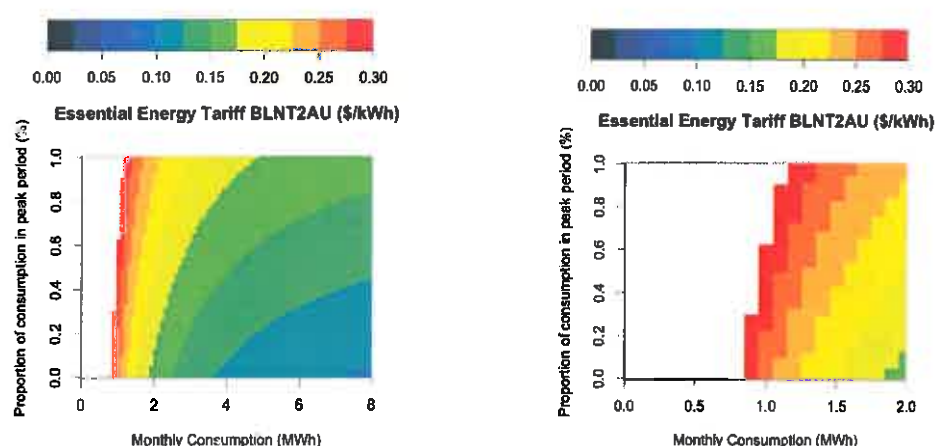 0.00 0.05 0.10 0.15 0.20 0.25 0.30
Essential Energy Tariff BLNT2AU ($/kWh)
Proportion of consumption in peak period (%)
1.0
0.8
0.6
0.4
0.2
0.0
0 2 4 6 8
Monthly Consumption (MWh)
0.00 0.05 0.10 0.15 0.20 0.25 0.30
Essential Energy Tariff BLNT2AU ($/kWh)
Proportion of consumption in peak period (%)
1.0
0.8
0.6
0.4
0.2
0.0
0.0 0.5 1.0 1.5 2.0
Monthly Consumption (MWh)